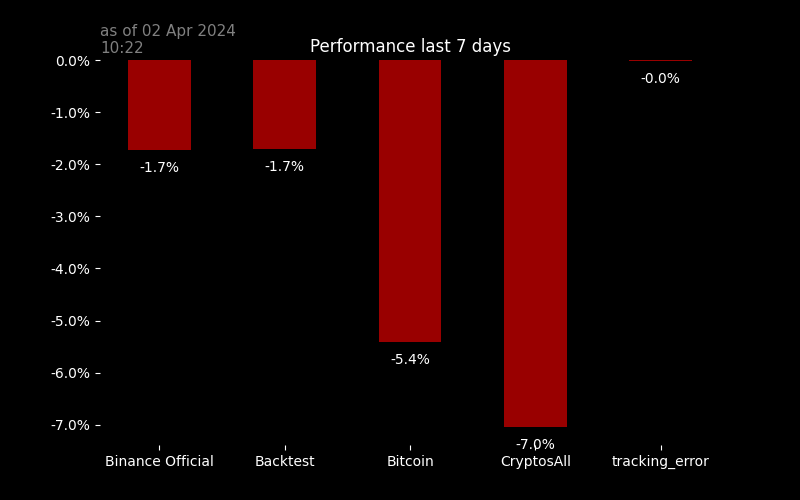 as of 02 Apr 2024
10:22
Performance last 7 days
0.0%
-1.0%
-2.0%
-3.0%
-4.0%
-5.0%
-6.0%
-7.0%
-1.7%
-1.7%
-5.4%
-7.0%
-0.0%
Binance Official
Backtest
Bitcoin
CryptosAll
tracking_error